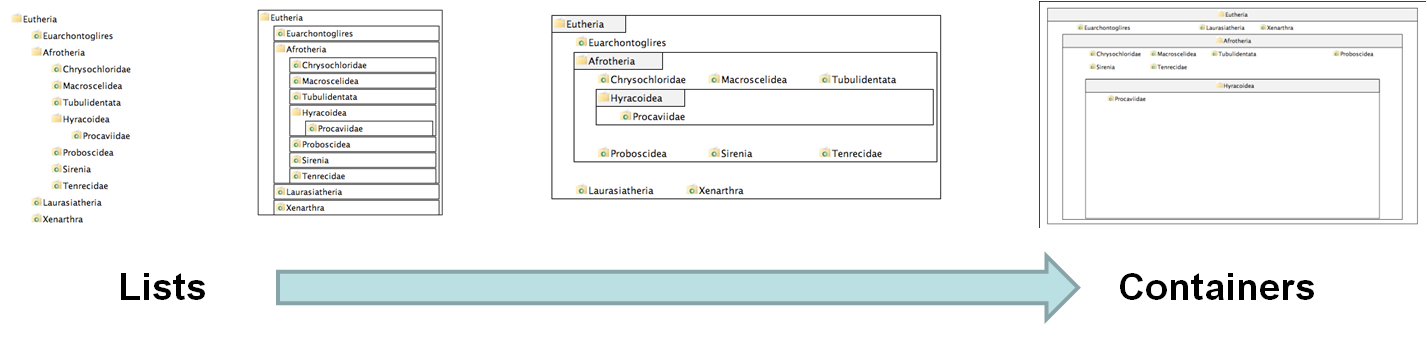 Eutheria
Euarchontoglires
Afrotheria
Chrysochloridae
Macroscelidea
Tubulidentata
Hyracoidea
Procaviidae
Proboscidea
Sirenia
Tenrecidae
Laurasiatheria
Xenarthra
Eutheria
Euarchontoglires
Afrotheria
Chrysochloridae
Macroscelidea
Tubulidentata
Hyracoidea
Procaviidae
Proboscidea
Sirenia
Tenrecidae
Laurasiatheria
Xenarthra
Eutheria
Euarchontoglires
Afrotheria
Chrysochloridae Macroscelidea Tubulidentata
Hyracoidea
Procaviidae
Proboscidea Sirenia Tenrecidae
Laurasiatheria Xenarthra
Eutheria
Euarchontoglires Laurasiatheria Xenarthra
Afrotheria
Chrysochloridae Macroscelidea Tubulidentata Proboscidea
Sirenia Tenrecidae
Hyracoidea
Procaviidae
Lists Containers